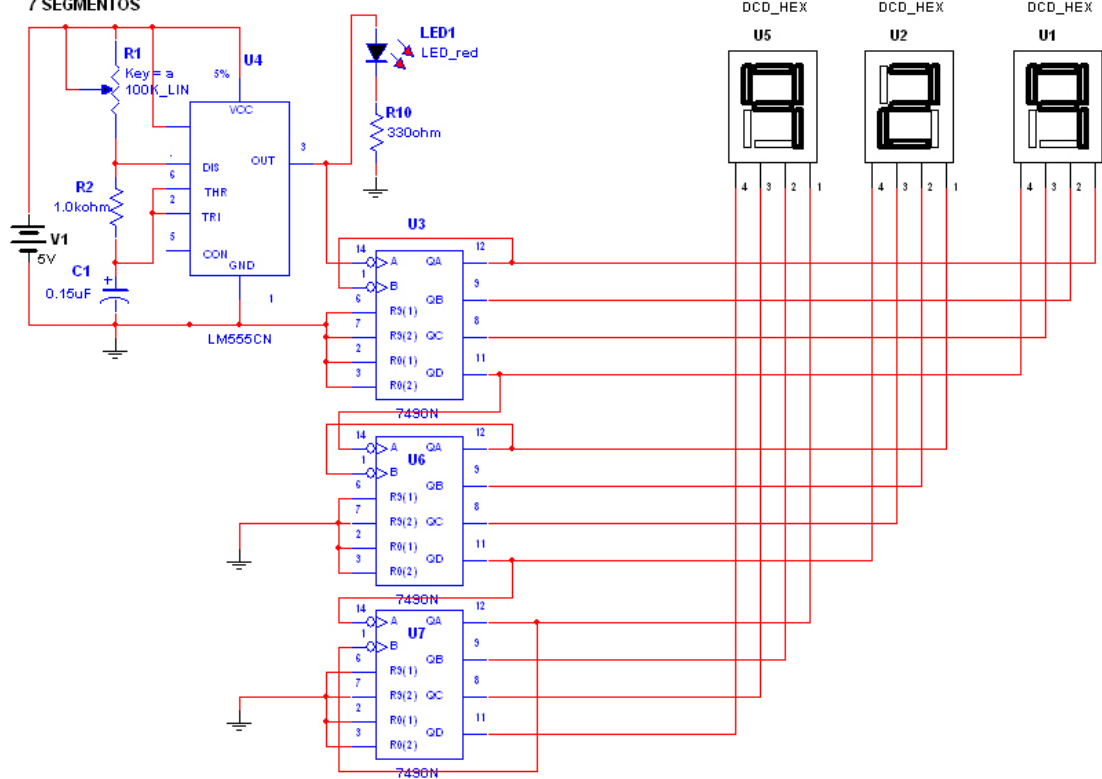 7 SEGMENTOS
DCD_HEX DCD_HEX DCD_HEX
U5 U2 U1
4 3 2 1 4 3 2 1 4 3 2
R1
Key = a
100K_LIN
U4
5%
VCC
DIS
OUT
3
6
THR
2
TRI
5
CON
GND
1
LM555CN
R2
1.0kohm
V1
5V
C1
0.15uF
LED1
LED_red
R10
330ohm
U3
14 A QA 12
1 B
6 QB 9
R9(1)
7 R9(2) QC 8
2 R0(1)
QD 11
3 R0(2)
7490N
14 A QA 12
U6
1 B
6 QB 9
R9(1)
7 R9(2) QC 8
2 R0(1)
QD 11
3 R0(2)
7490N
14 A QA 12
U7
1 B
6 QB 9
R9(1)
7 R9(2) QC 8
2 R0(1)
QD 11
3 R0(2)
7490N